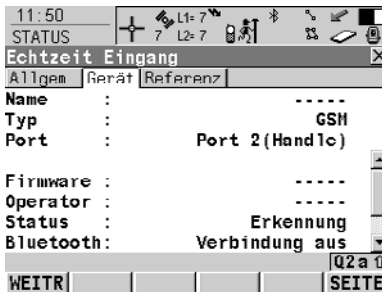 11:50
STATUS
7 L1= 7
L2= 7
Echtzeit Eingang X
Allgem Gerät Referenz
Name : -----
Typ : GSM
Port : Port 2(Handle)
Firmware : -----
Operator : -----
Status : Erkennung
Bluetooth: Verbindung aus
Q2a⇧
WEITR SEITE